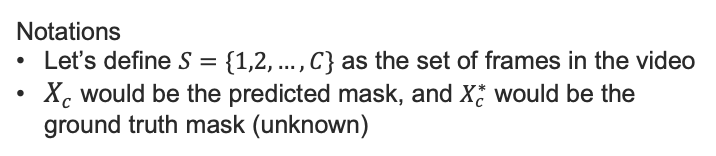 Notations
• Let's define S = {1,2, ... , C} as the set of frames in the video
• X_c would be the predicted mask, and X_c^* would be the
ground truth mask (unknown)